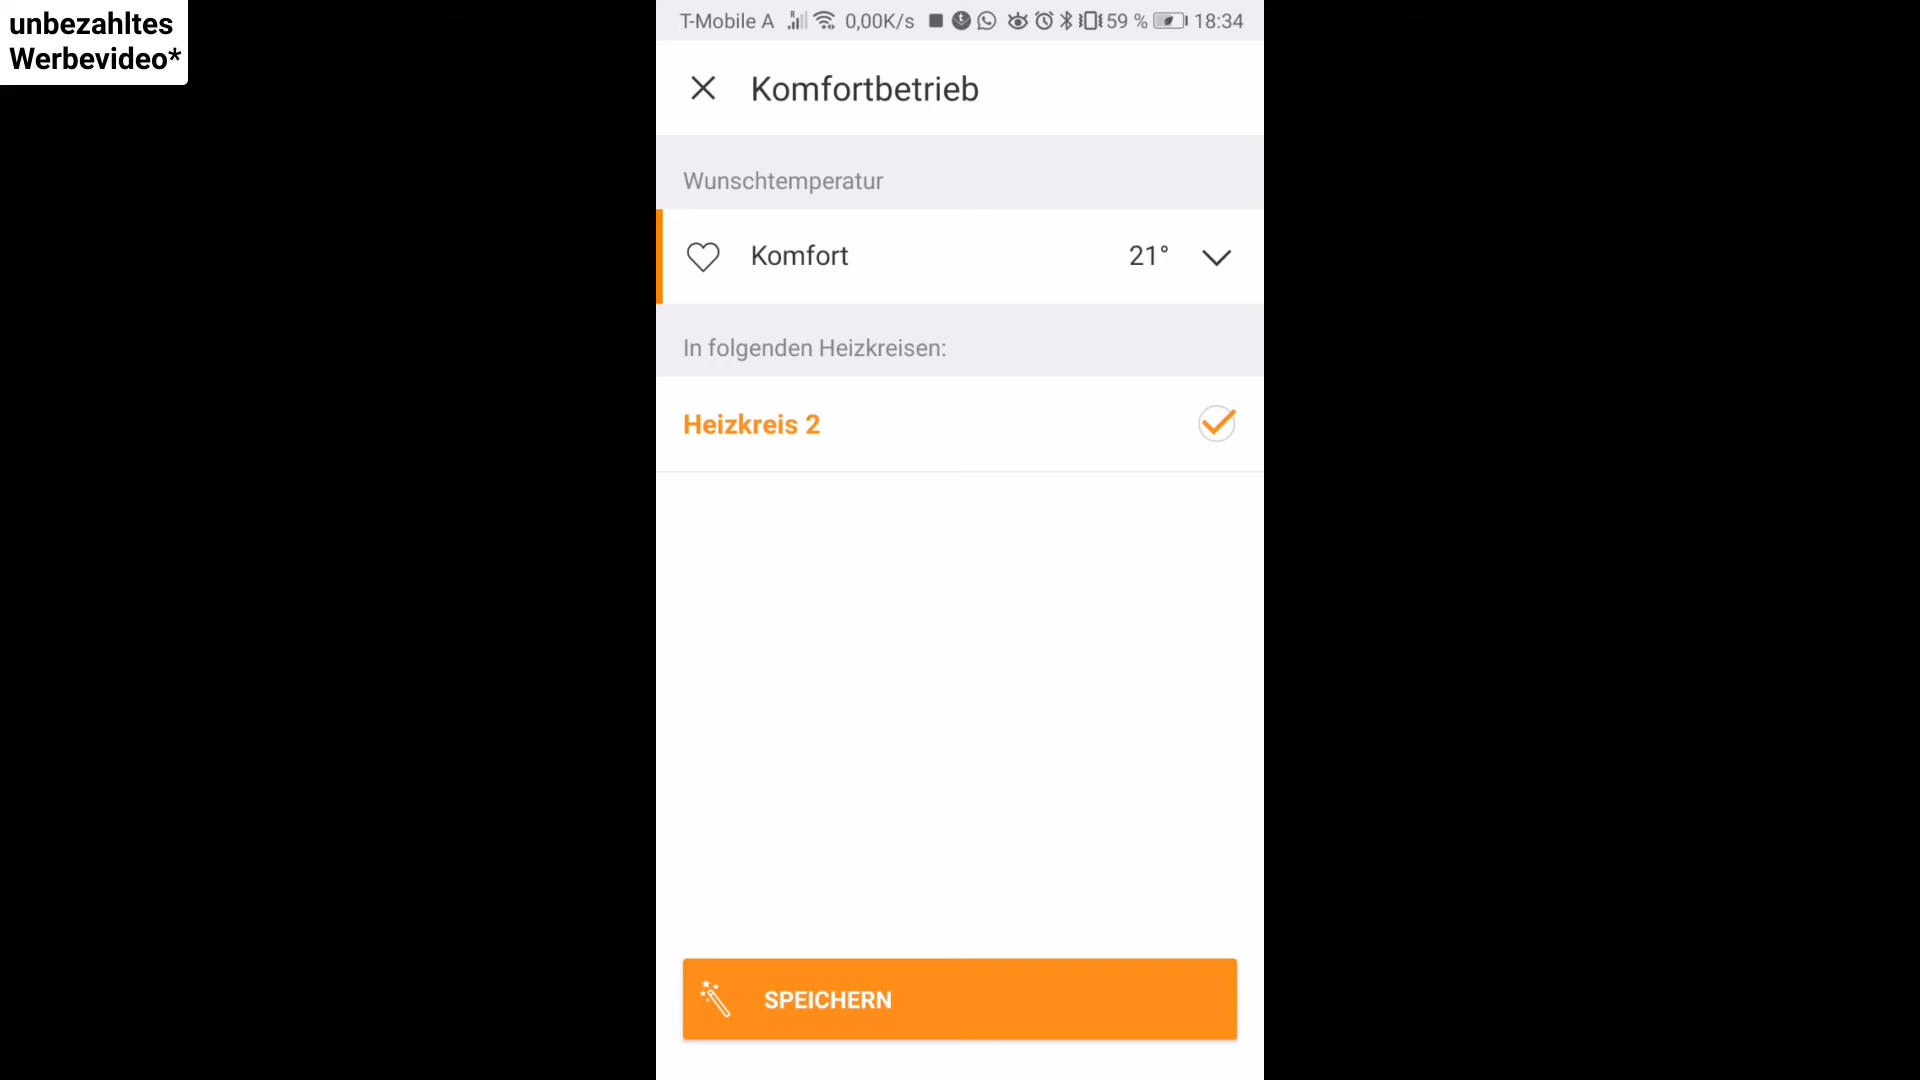 unbezahltes
Werbevideo*
T-Mobile A 0,00K/s 59 % 18:34
Komfortbetrieb
Wunschtemperatur
Komfort 21°
In folgenden Heizkreisen:
Heizkreis 2
SPEICHERN